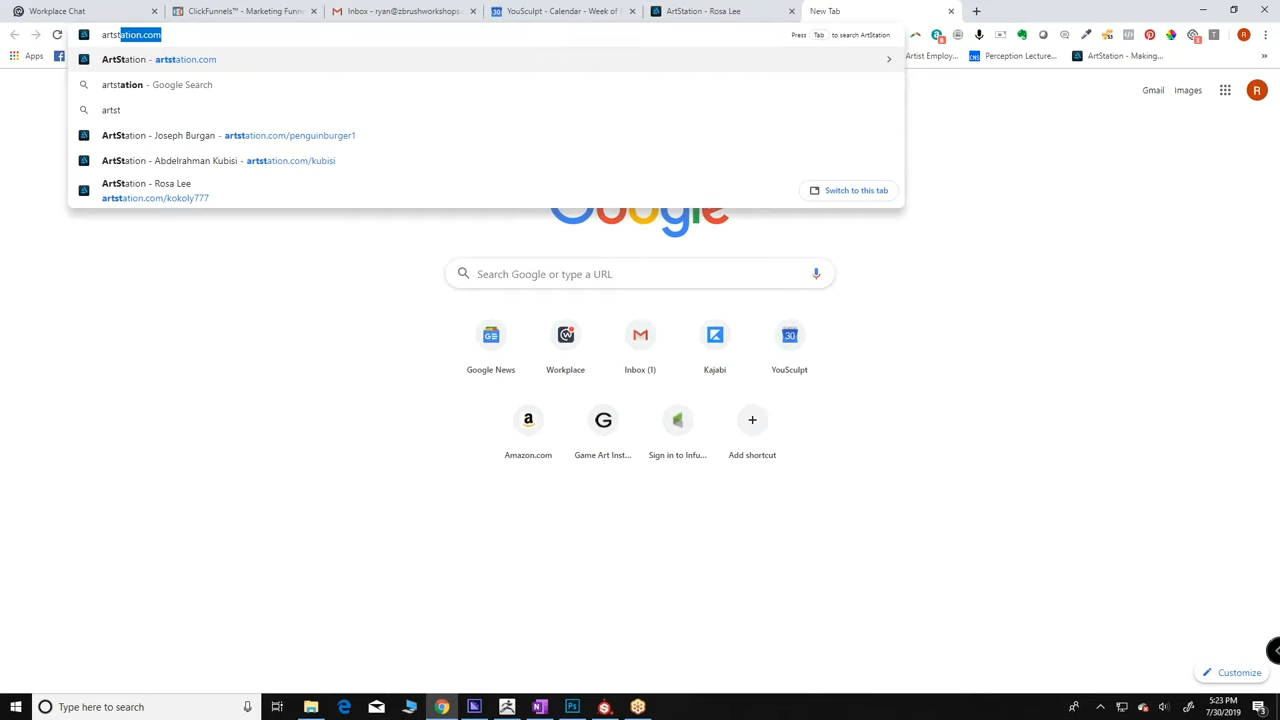 Workplace Chat
ClickFunnels™ - Marketing Funne
Inbox - ryan@zbrushworkshops.
YouSculpt - Calendar - Week of
ArtStation - Rosa Lee
New Tab
artstation.com
Press Tab to search ArtStation
Apps
Artist Employ...
Perception Lecture...
ArtStation - Making...
ArtStation - artstation.com
artstation - Google Search
artst
ArtStation - Joseph Burgan - artstation.com/penguinburger1
ArtStation - Abdelrahman Kubisi - artstation.com/kubisi
ArtStation - Rosa Lee
artstation.com/kokoly777
Switch to this tab
Gmail
Images
R
Google
Search Google or type a URL
Google News
Workplace
Inbox (1)
Kajabi
30
YouSculpt
Amazon.com
Game Art Inst...
Sign in to Infu...
Add shortcut
Customize
Type here to search
5:23 PM
7/30/2019